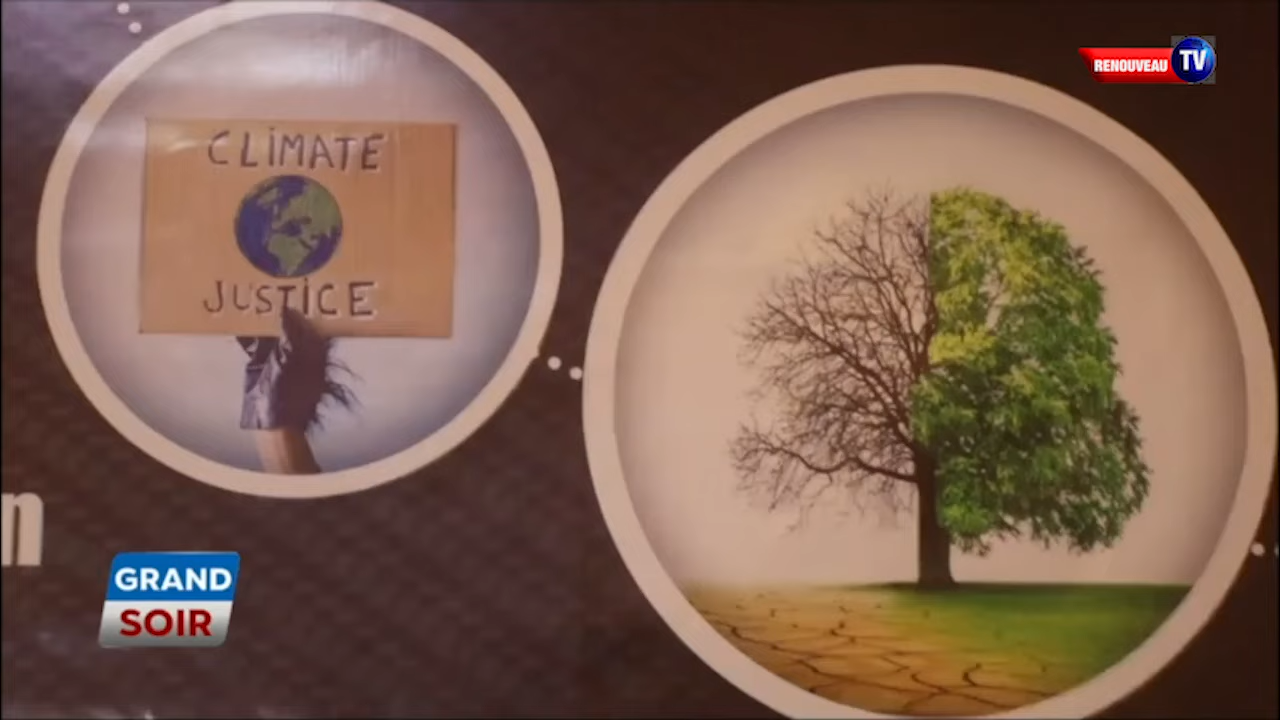 RENOUVEAU TV
CLIMATE
JUSTICE
n
GRAND
SOIR